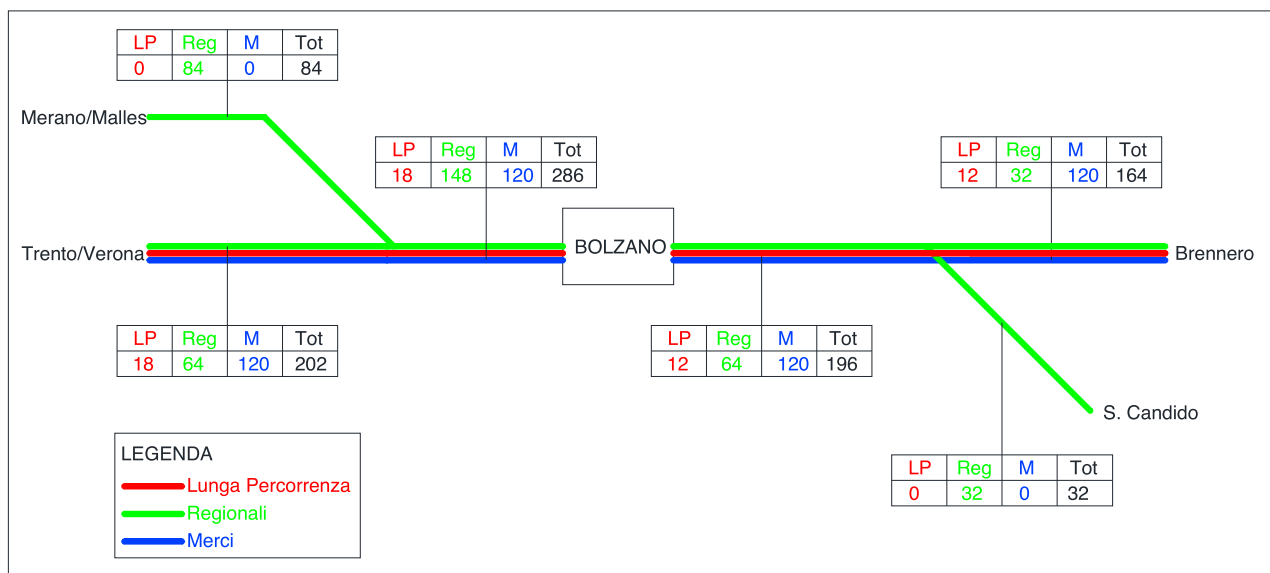 LP Reg M Tot
0 84 0 84
Merano/Malles
LP Reg M Tot
18 148 120 286
LP Reg M Tot
12 32 120 164
Trento/Verona
BOLZANO
Brennero
LP Reg M Tot
18 64 120 202
LP Reg M Tot
12 64 120 196
S. Candido
LEGENDA
Lunga Percorrenza
Regionali
Merci
LP Reg M Tot
0 32 0 32